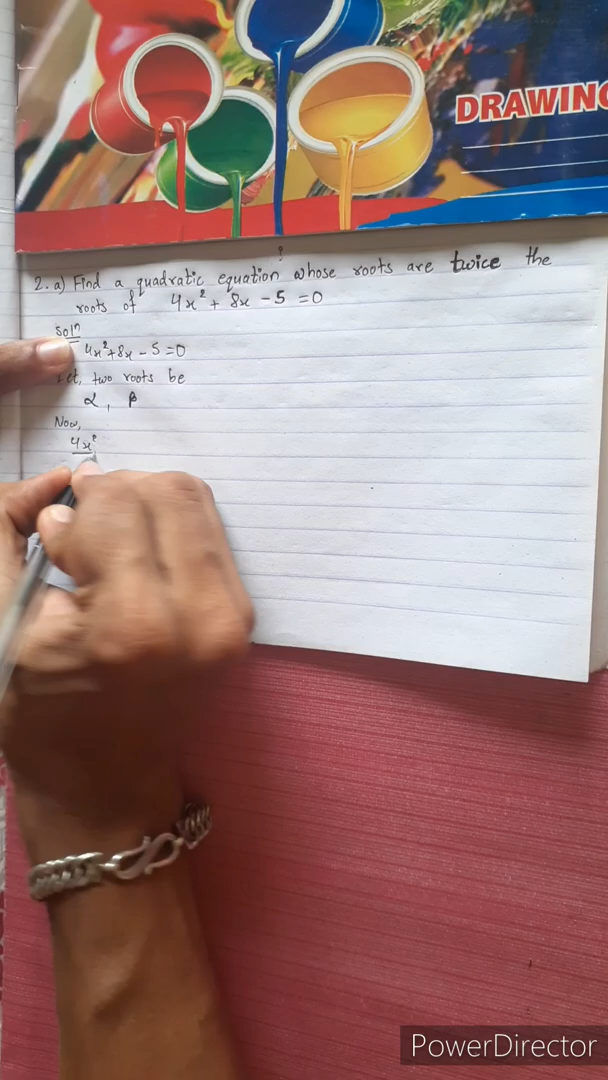 DRAWING
2. a) Find a quadratic equation whose roots are twice the
roots of 4x² + 8x - 5 = 0
Soln
4x²+8x - 5 = 0
Let, two roots be
α, β
Now,
4x²
PowerDirector